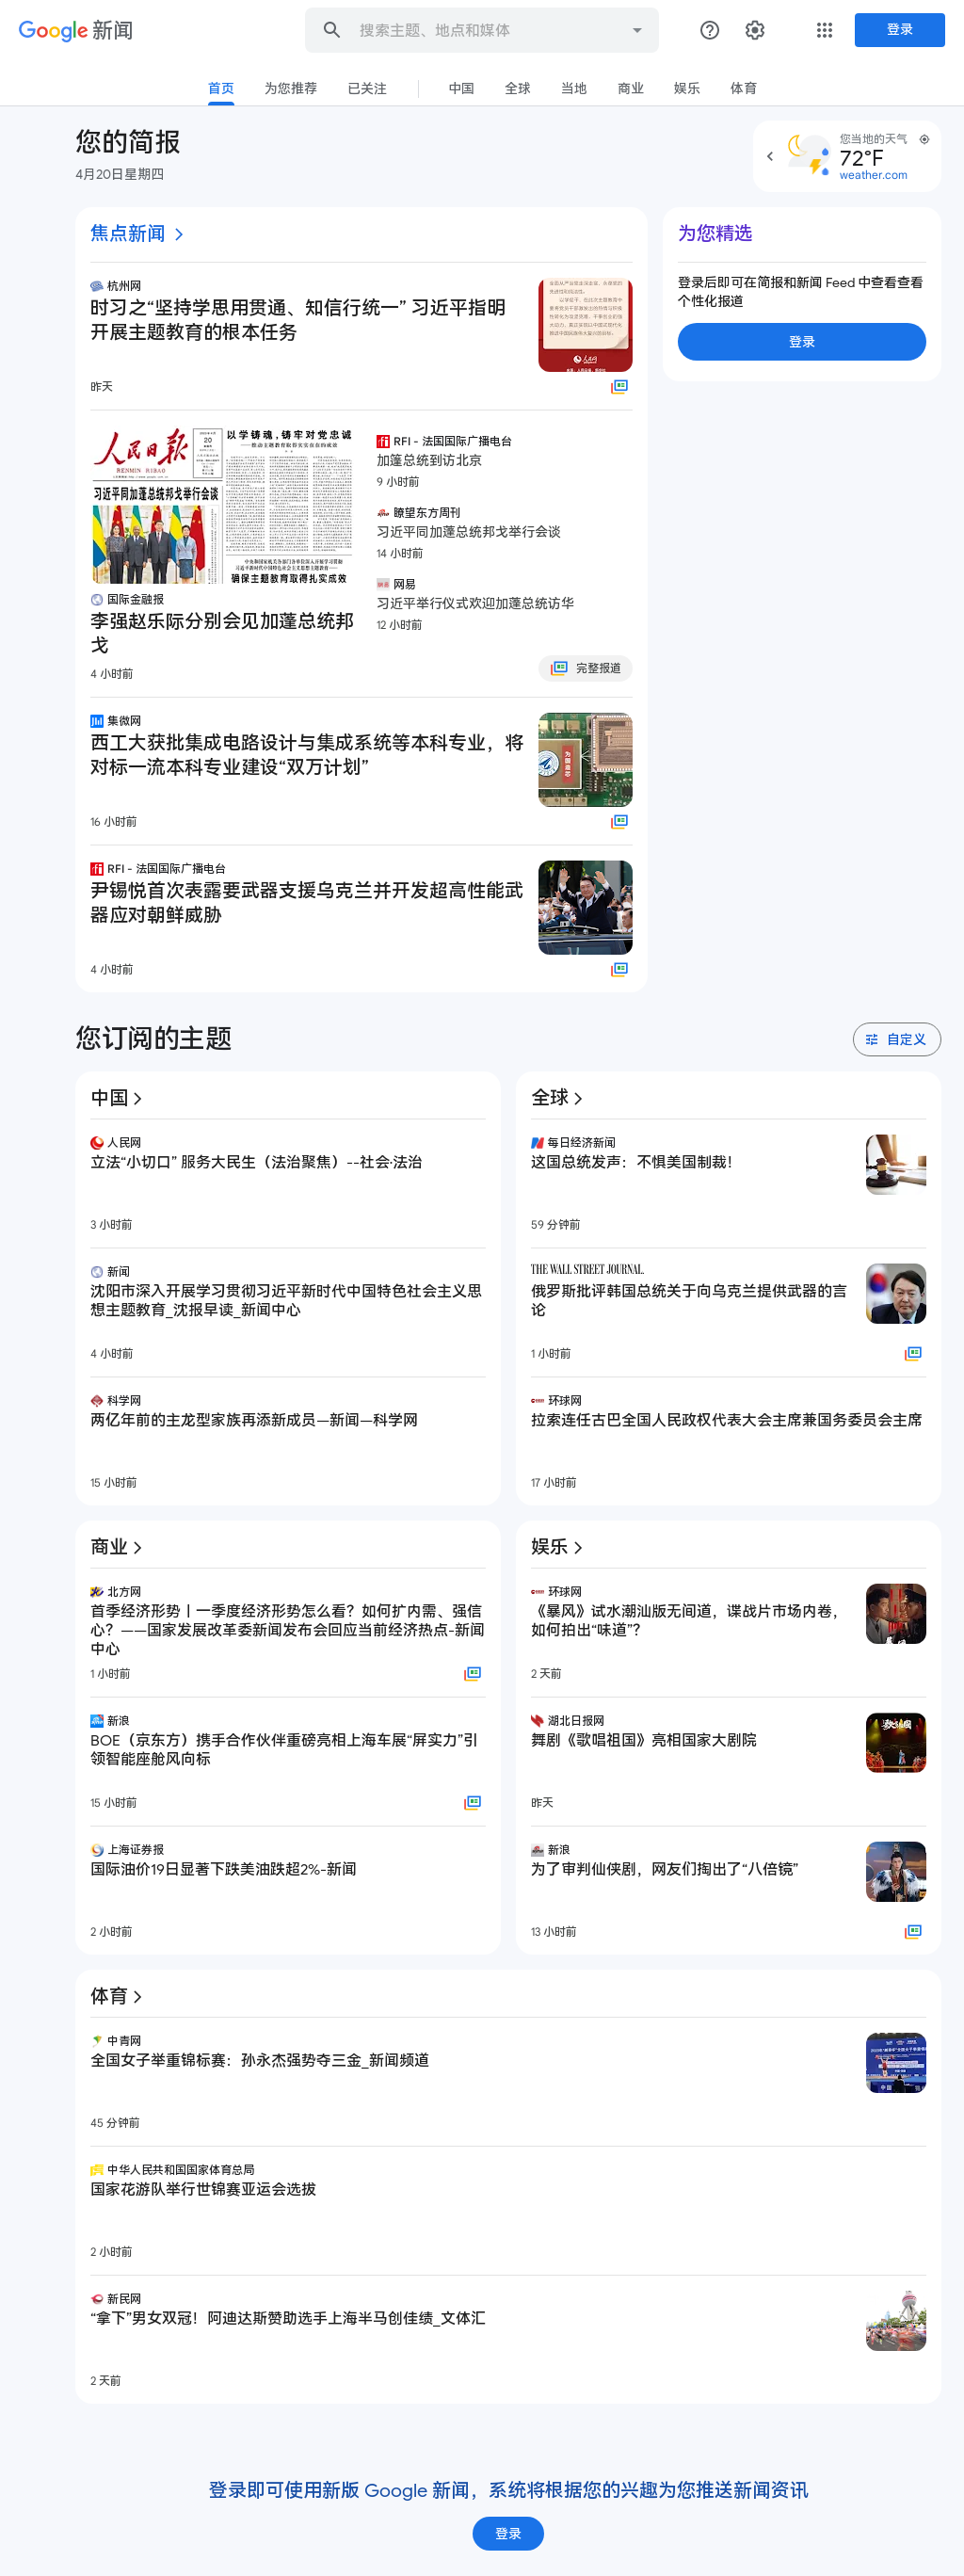 Google 新闻
搜索主题、地点和媒体
登录
首页
为您推荐
已关注
中国
全球
当地
商业
娱乐
体育
您的简报
4月20日星期四
您当地的天气
72°F
weather.com
焦点新闻
杭州网
时习之“坚持学思用贯通、知信行统一” 习近平指明
开展主题教育的根本任务
昨天
人民日报
RENMIN RIBAO
20
以学铸魂，铸牢对党忠诚
习近平同加蓬总统邦戈举行会谈
确保主题教育取得扎实成效
国际金融报
李强赵乐际分别会见加蓬总统邦
戈
4 小时前
RFI - 法国国际广播电台
加篷总统到访北京
9 小时前
瞭望东方周刊
习近平同加蓬总统邦戈举行会谈
14 小时前
网易
习近平举行仪式欢迎加蓬总统访华
12 小时前
完整报道
集微网
西工大获批集成电路设计与集成系统等本科专业，将
对标一流本科专业建设“双万计划”
16 小时前
RFI - 法国国际广播电台
尹锡悦首次表露要武器支援乌克兰并开发超高性能武
器应对朝鲜威胁
4 小时前
为您精选
登录后即可在简报和新闻 Feed 中查看查看
个性化报道
登录
您订阅的主题
自定义
中国
人民网
立法“小切口” 服务大民生（法治聚焦）--社会·法治
3 小时前
新闻
沈阳市深入开展学习贯彻习近平新时代中国特色社会主义思
想主题教育_沈报早读_新闻中心
4 小时前
科学网
两亿年前的主龙型家族再添新成员—新闻—科学网
15 小时前
全球
每日经济新闻
这国总统发声：不惧美国制裁！
59 分钟前
THE WALL STREET JOURNAL.
俄罗斯批评韩国总统关于向乌克兰提供武器的言
论
1 小时前
环球网
拉索连任古巴全国人民政权代表大会主席兼国务委员会主席
17 小时前
商业
北方网
首季经济形势丨一季度经济形势怎么看？如何扩内需、强信
心？——国家发展改革委新闻发布会回应当前经济热点-新闻
中心
1 小时前
新浪
BOE（京东方）携手合作伙伴重磅亮相上海车展“屏实力”引
领智能座舱风向标
15 小时前
上海证券报
国际油价19日显著下跌美油跌超2%-新闻
2 小时前
娱乐
环球网
《暴风》试水潮汕版无间道，谍战片市场内卷，
如何拍出“味道”？
2 天前
湖北日报网
舞剧《歌唱祖国》亮相国家大剧院
昨天
新浪
为了审判仙侠剧，网友们掏出了“八倍镜”
13 小时前
体育
中青网
全国女子举重锦标赛：孙永杰强势夺三金_新闻频道
45 分钟前
中华人民共和国国家体育总局
国家花游队举行世锦赛亚运会选拔
2 小时前
新民网
“拿下”男女双冠！阿迪达斯赞助选手上海半马创佳绩_文体汇
2 天前
登录即可使用新版 Google 新闻，系统将根据您的兴趣为您推送新闻资讯
登录